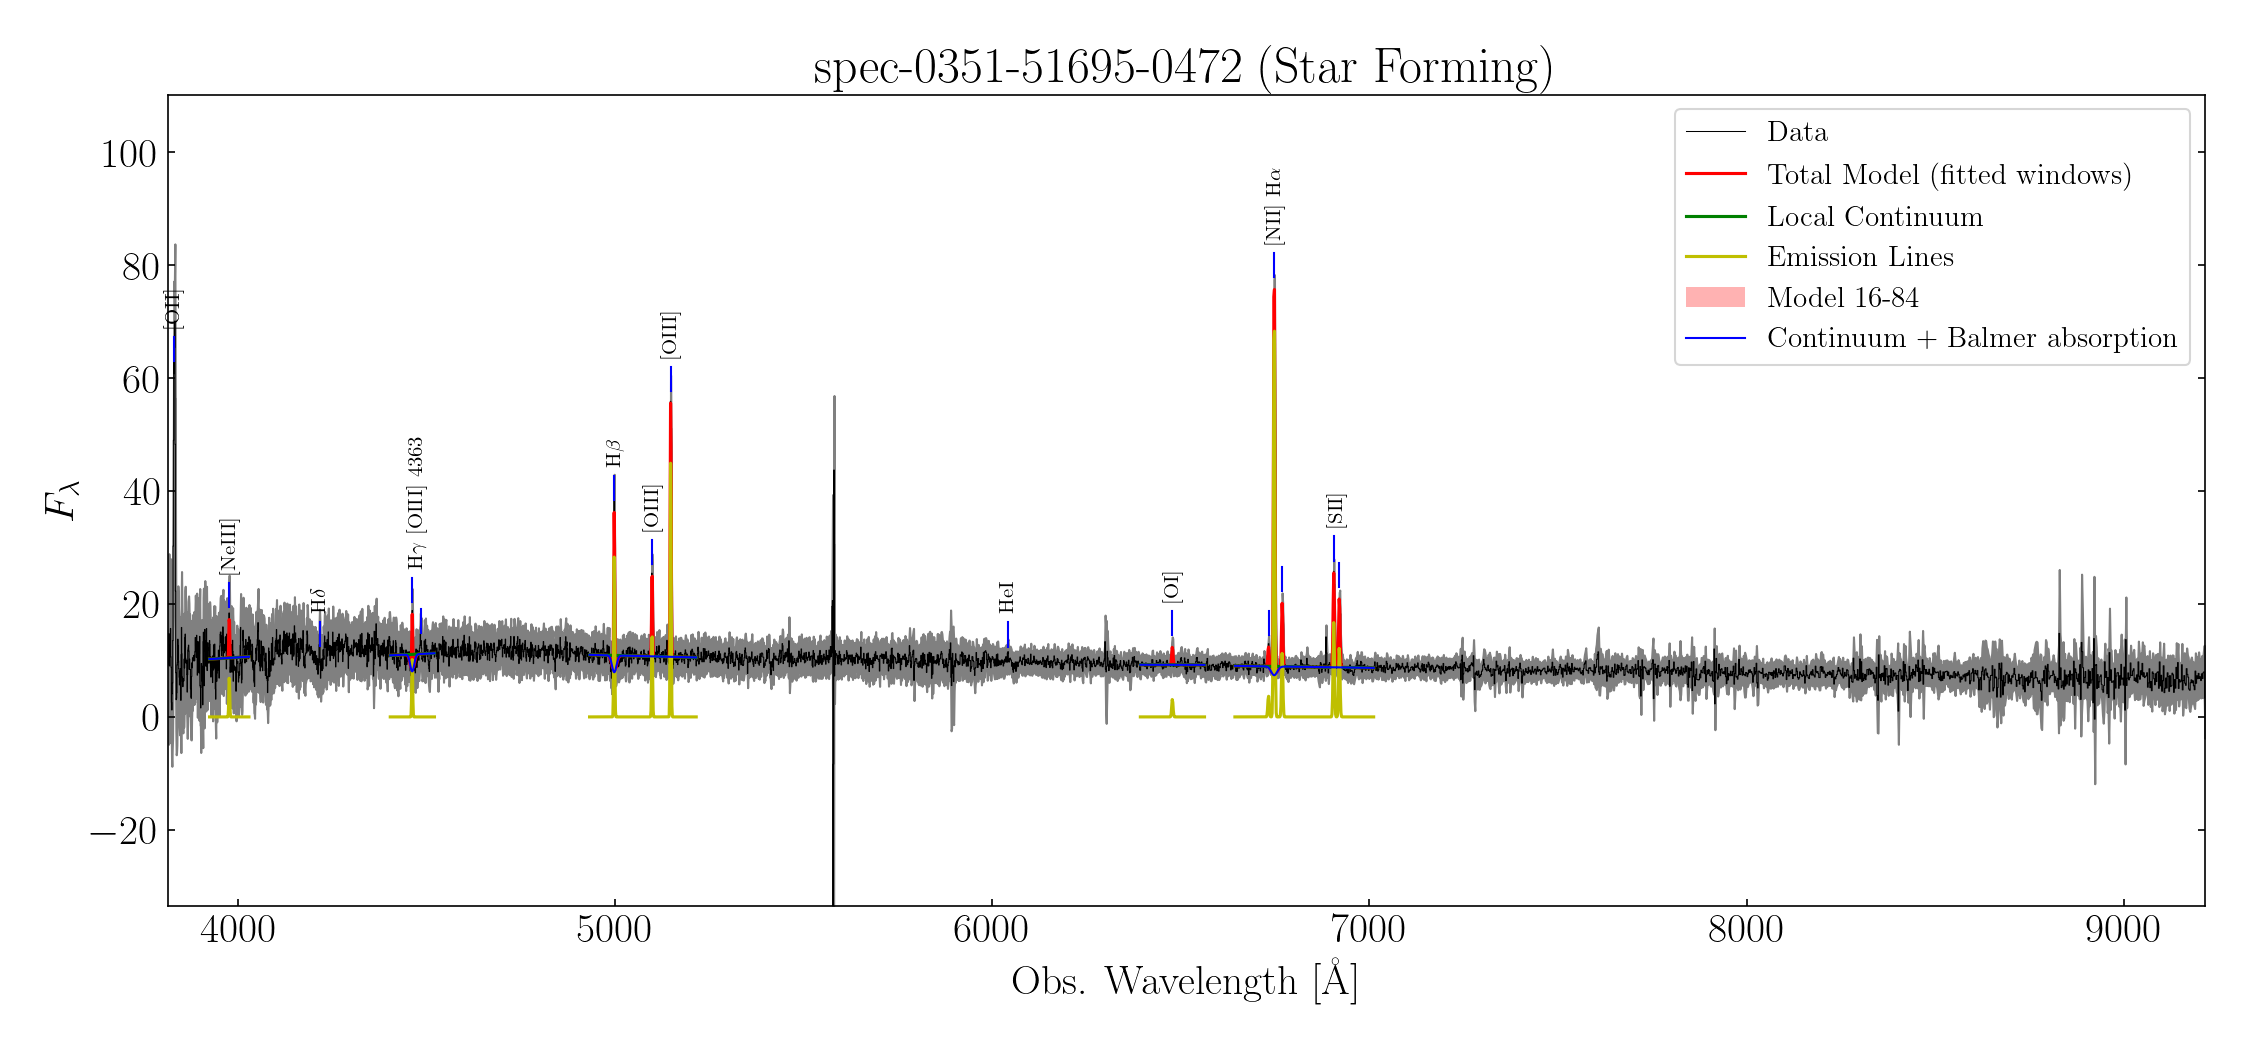 spec-0351-51695-0472 (Star Forming)
Data
Total Model (fitted windows)
Local Continuum
Emission Lines
Model 16-84
Continuum + Balmer absorption
[OII]
[NeIII]
Hδ
Hγ [OIII] 4363
Hβ
[OIII]
[OIII]
HeI
[OI]
[NII] Hα
[SII]
100
80
60
40
20
0
−20
F_λ
4000
5000
6000
7000
8000
9000
Obs. Wavelength [Å]